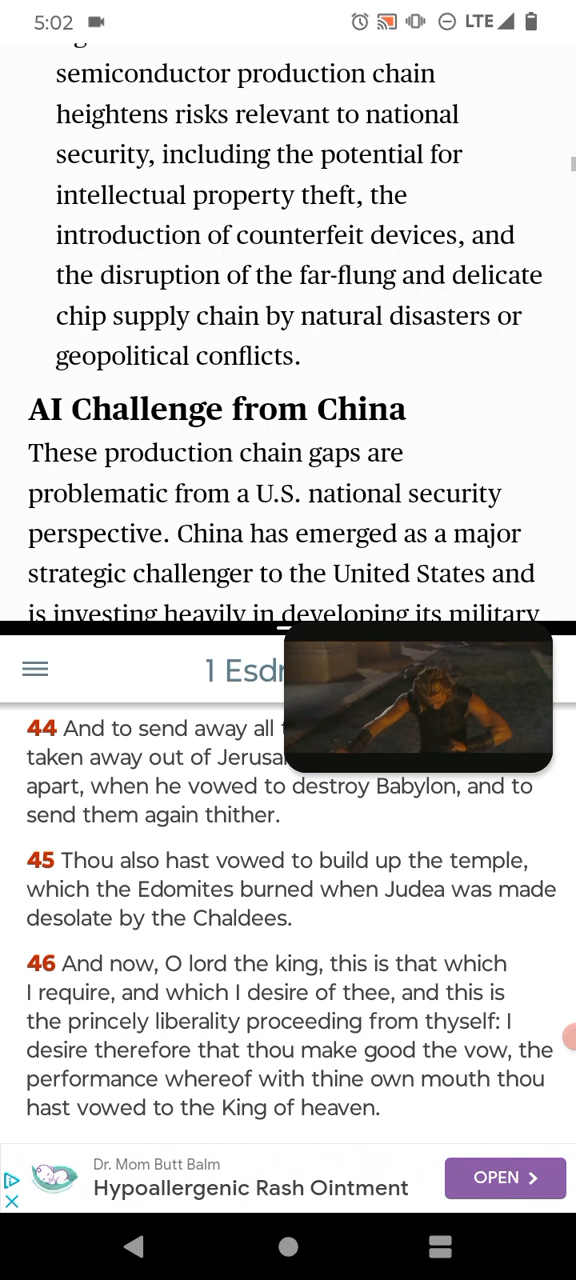 5:02
LTE
semiconductor production chain
heightens risks relevant to national
security, including the potential for
intellectual property theft, the
introduction of counterfeit devices, and
the disruption of the far-flung and delicate
chip supply chain by natural disasters or
geopolitical conflicts.
AI Challenge from China
These production chain gaps are
problematic from a U.S. national security
perspective. China has emerged as a major
strategic challenger to the United States and
is investing heavily in developing its military
1 Esdr
44 And to send away all
taken away out of Jerusa
apart, when he vowed to destroy Babylon, and to
send them again thither.
45 Thou also hast vowed to build up the temple,
which the Edomites burned when Judea was made
desolate by the Chaldees.
46 And now, O lord the king, this is that which
I require, and which I desire of thee, and this is
the princely liberality proceeding from thyself: I
desire therefore that thou make good the vow, the
performance whereof with thine own mouth thou
hast vowed to the King of heaven.
Dr. Mom Butt Balm
Hypoallergenic Rash Ointment
OPEN